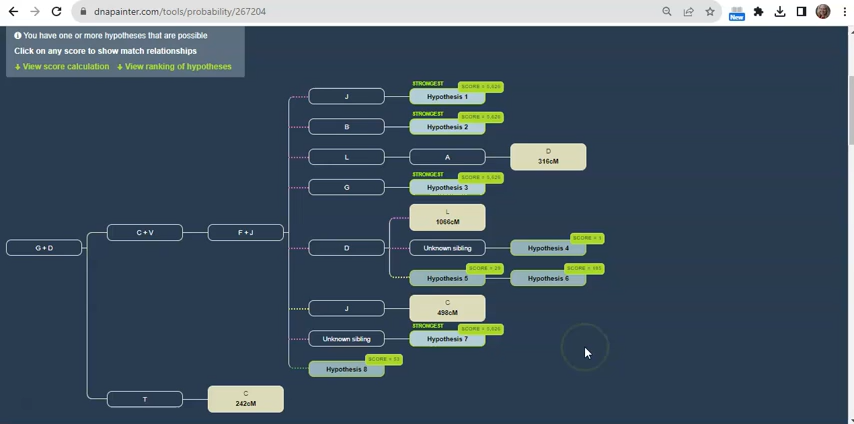 dnapainter.com/tools/probability/267204
New
You have one or more hypotheses that are possible
Click on any score to show match relationships
View score calculation View ranking of hypotheses
J
STRONGEST
Hypothesis 1
B
STRONGEST
Hypothesis 2
L
A
D
316cM
G
STRONGEST
Hypothesis 3
G + D
C + V
F + J
D
L
1066cM
Unknown sibling
Hypothesis 4
Hypothesis 5
Hypothesis 6
J
C
498cM
Unknown sibling
STRONGEST
Hypothesis 7
Hypothesis 8
T
C
242cM